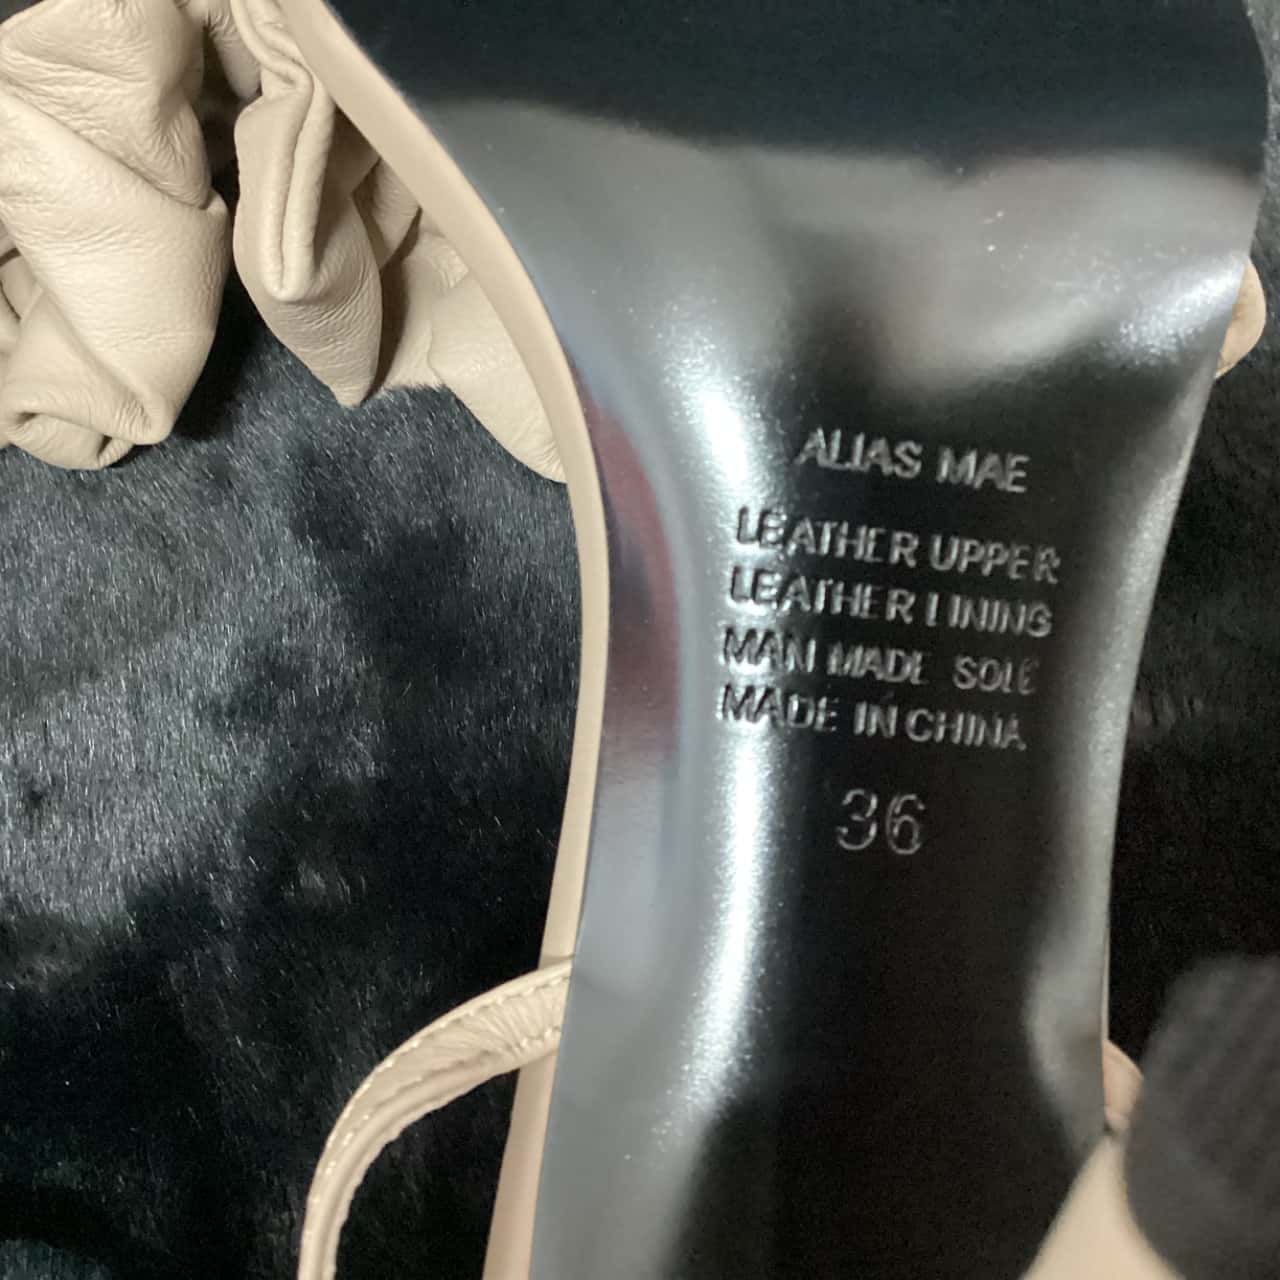 ALIAS MAE
LEATHER UPPER
LEATHER LINING
MAN MADE SOLE
MADE IN CHINA
36